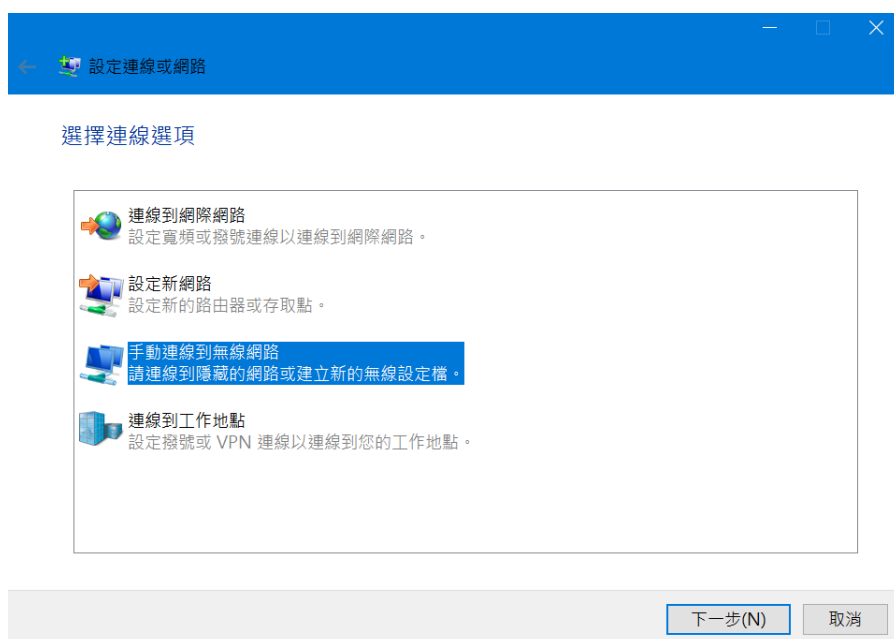 設定連線或網路
選擇連線選項
連線到網際網路
設定寬頻或撥號連線以連線到網際網路。
設定新網路
設定新的路由器或存取點。
手動連線到無線網路
請連線到隱藏的網路或建立新的無線設定檔。
連線到工作地點
設定撥號或 VPN 連線以連線到您的工作地點。
下一步(N)
取消